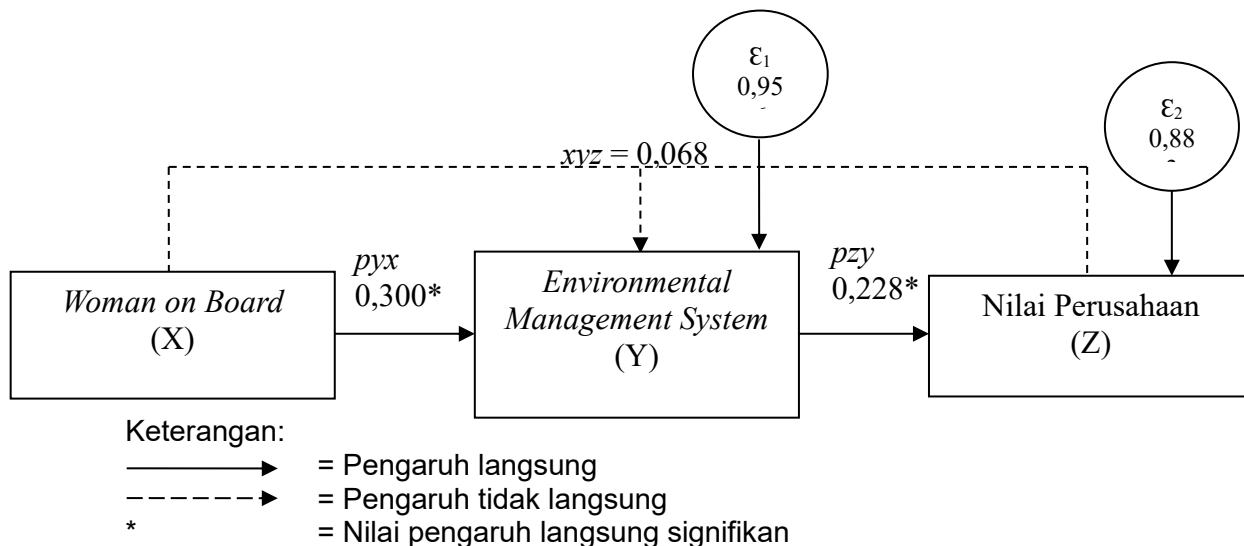 ε1
0,95
ε2
0,88
xyz = 0,068
pyx
0,300*
pzy
0,228*
Woman on Board
(X)
Environmental
Management System
(Y)
Nilai Perusahaan
(Z)
Keterangan:
= Pengaruh langsung
= Pengaruh tidak langsung
* = Nilai pengaruh langsung signifikan